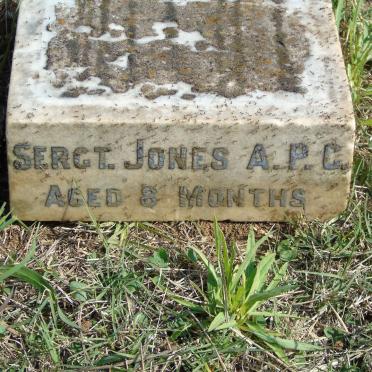 SERGT. JONES A.P.C.
AGED 8 MONTHS